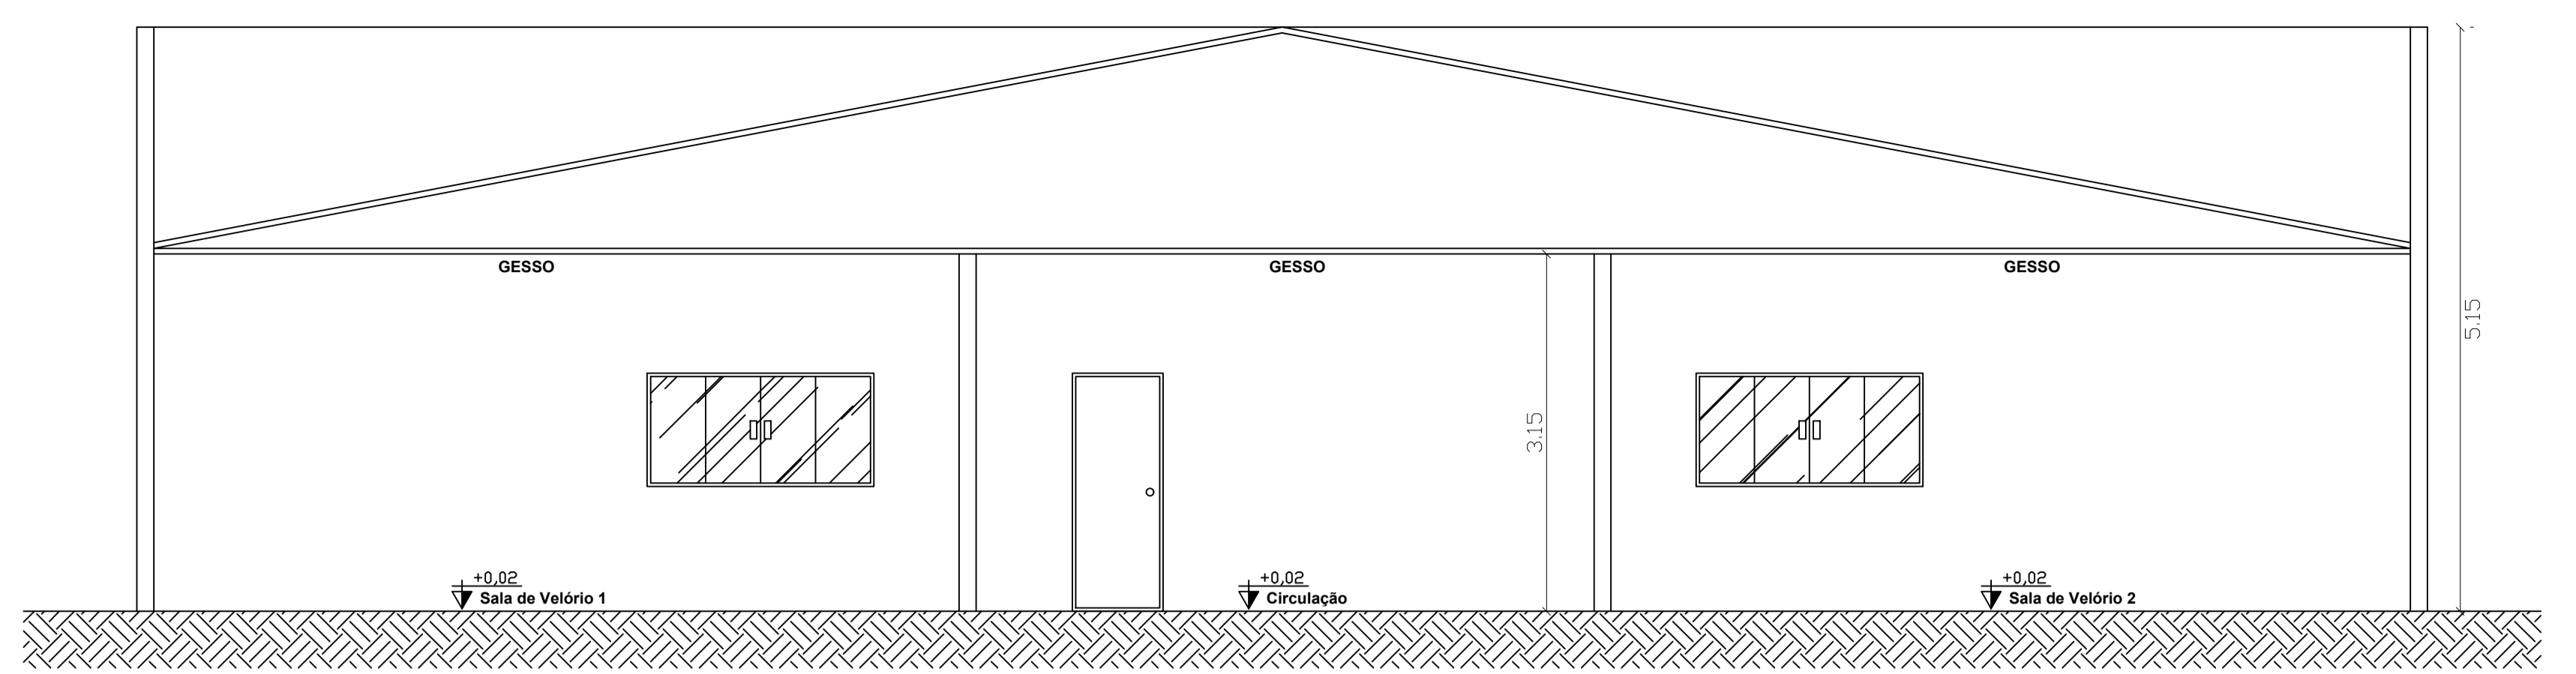 GESSO
GESSO
GESSO
5.15
3.15
+0,02
Sala de Velório 1
+0,02
Circulação
+0,02
Sala de Velório 2